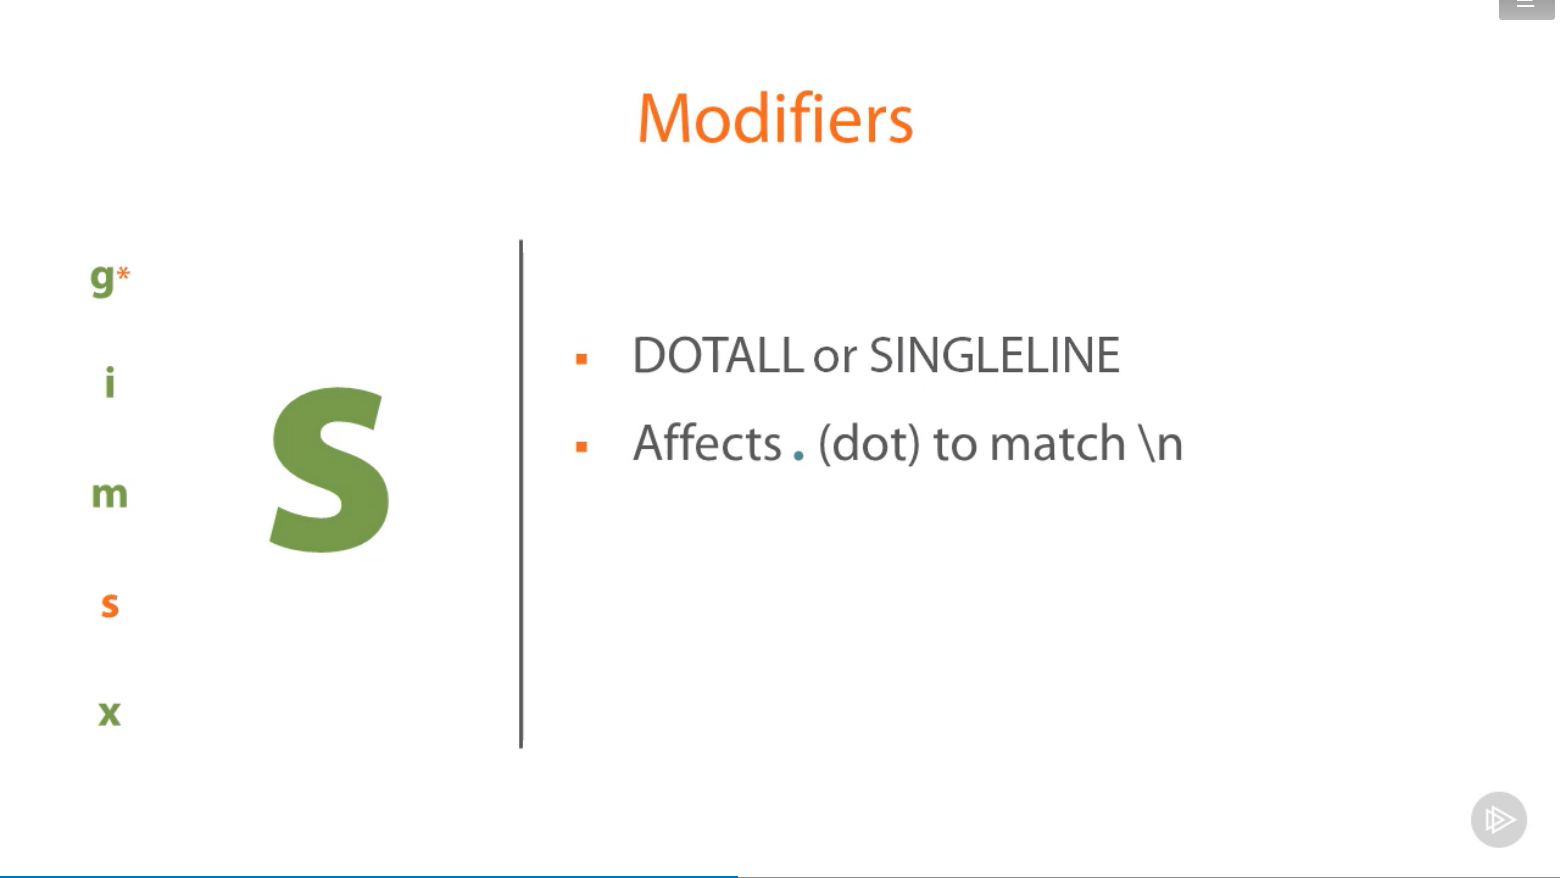 Modifiers
g*
i
m
s
x
s
DOTALL or SINGLELINE
Affects . (dot) to match \n